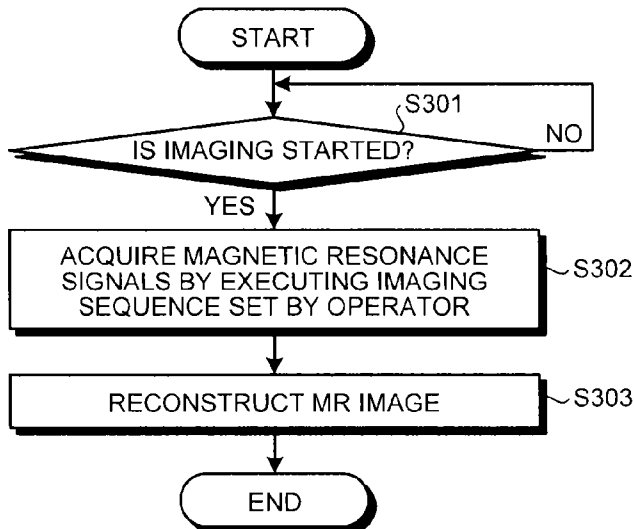 START
S301
IS IMAGING STARTED?
NO
YES
ACQUIRE MAGNETIC RESONANCE
SIGNALS BY EXECUTING IMAGING
SEQUENCE SET BY OPERATOR
S302
RECONSTRUCT MR IMAGE
S303
END